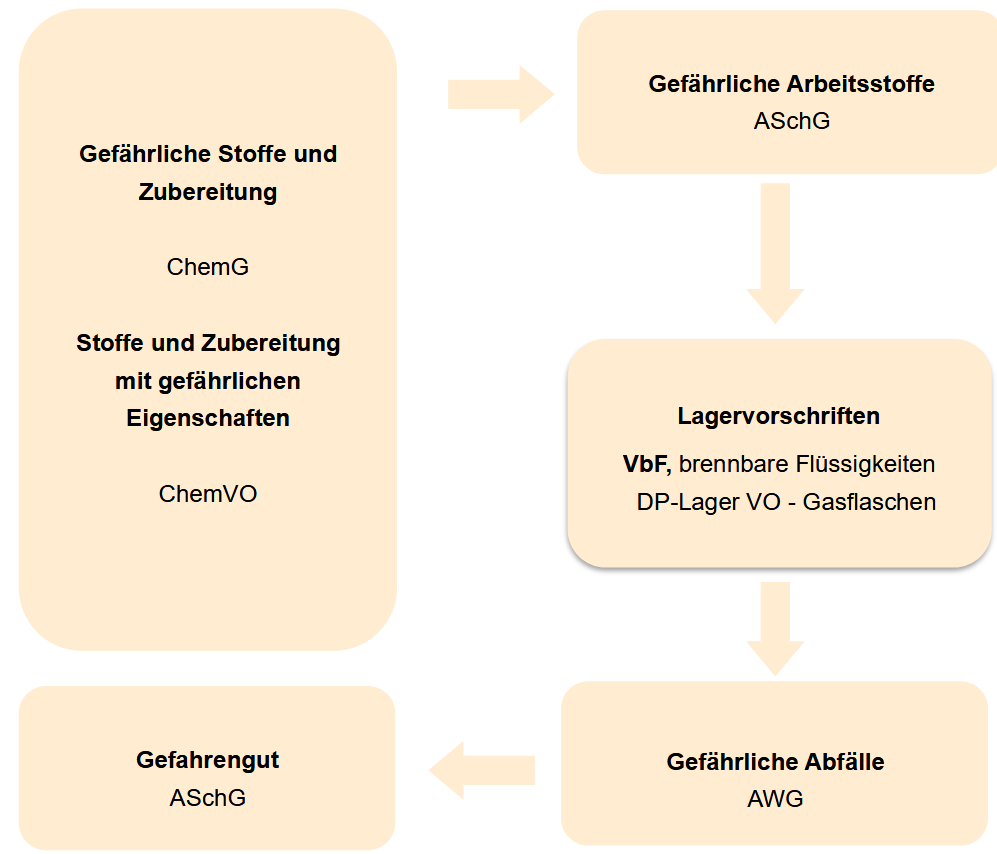 Gefährliche Stoffe und
Zubereitung
ChemG
Stoffe und Zubereitung
mit gefährlichen
Eigenschaften
ChemVO
Gefährliche Arbeitsstoffe
ASchG
Lagervorschriften
VbF, brennbare Flüssigkeiten
DP-Lager VO - Gasflaschen
Gefährliche Abfälle
AWG
Gefahrengut
ASchG